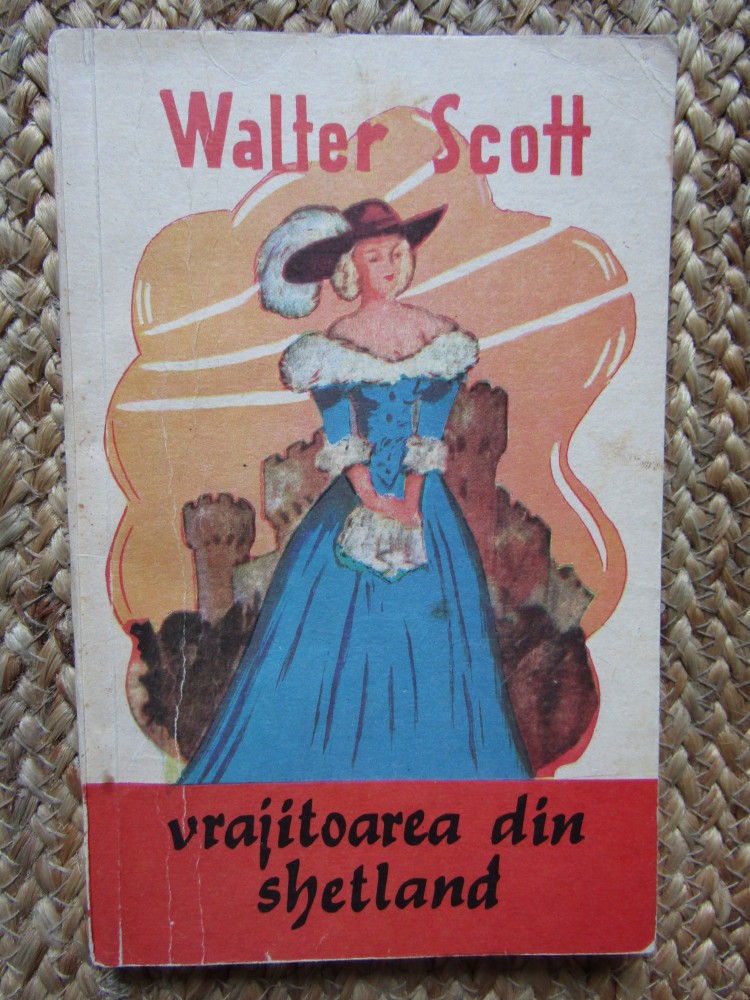 Walter Scott
vrajitoarea din
shetland